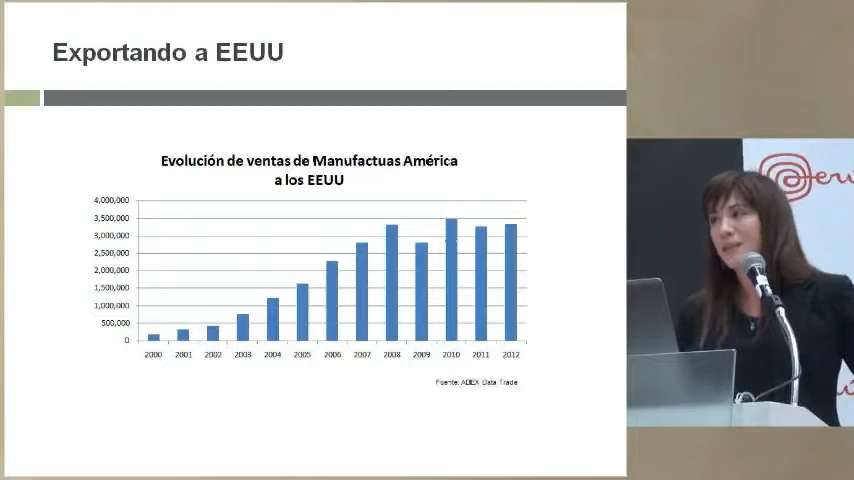 Exportando a EEUU
Evolución de ventas de Manufactuas América
a los EEUU
4,000,000
3,500,000
3,000,000
2,500,000
2,000,000
1,500,000
1,000,000
500,000
0
2000 2001 2002 2003 2004 2005 2006 2007 2008 2009 2010 2011 2012
Fuente: ADEX Data Trade
Perú